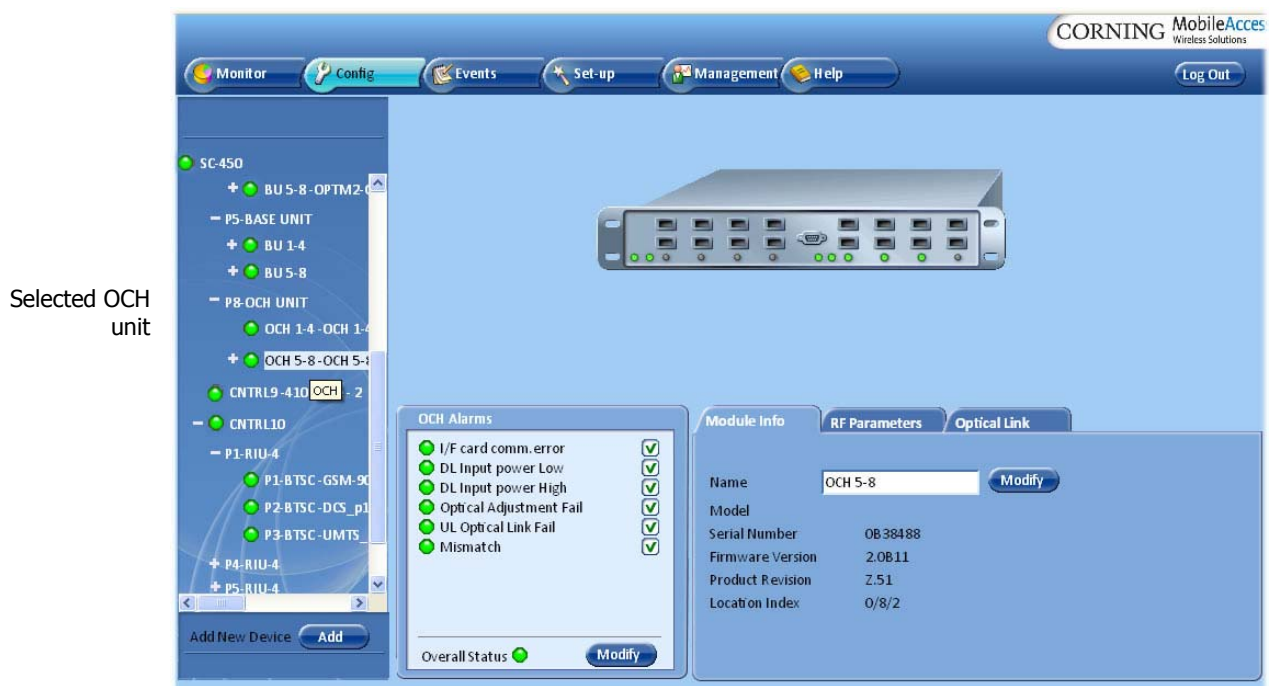 CORNING MobileAcces
Wireless Solutions
Monitor Config Events Set-up Management Help Log Out
Selected OCH
unit
SC-450
BU 5-8-OPTM2-
P5-BASE UNIT
BU 1-4
BU 5-8
P8-OCH UNIT
OCH 1-4-OCH 1-4
OCH 5-8-OCH 5-
CNTRL9-410 OCH - 2
CNTRL10
P1-RIU-4
P1-BTSC-GSM-90
P2-BTSC-DCS_p1
P3-BTSC-UMTS_
P4-RIU-4
P5-RIU-4
Add New Device Add
OCH Alarms
I/F card comm.error
DL Input power Low
DL Input power High
Optical Adjustment Fail
UL Optical Link Fail
Mismatch
Overall Status Modify
Module Info RF Parameters Optical Link
Name OCH 5-8 Modify
Model
Serial Number 0B38488
Firmware Version 2.0B11
Product Revision Z.51
Location Index 0/8/2